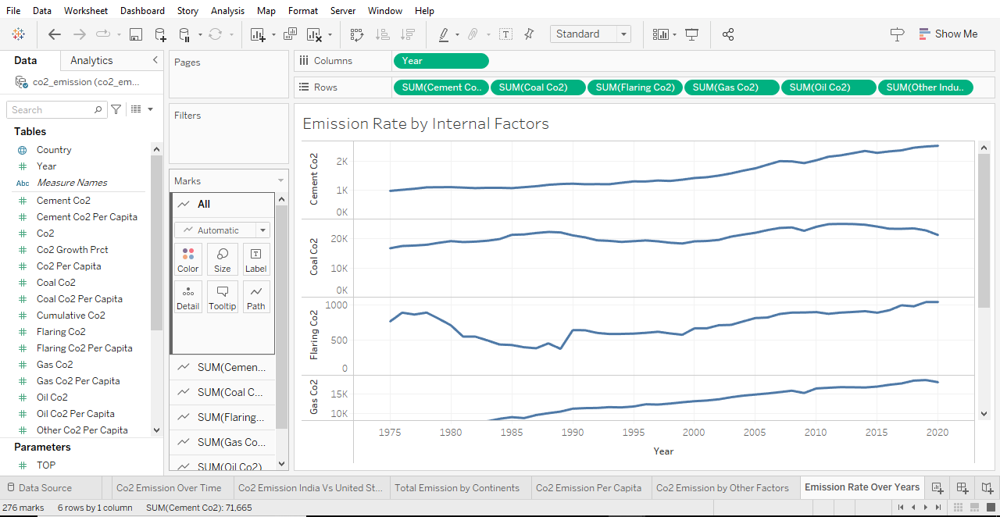 File Data Worksheet Dashboard Story Analysis Map Format Server Window Help
Standard
Show Me
Data Analytics
co2_emission (co2_em...
Search
Tables
Country
Year
Abc Measure Names
Cement Co2
Cement Co2 Per Capita
Co2
Co2 Growth Prct
Co2 Per Capita
Coal Co2
Coal Co2 Per Capita
Cumulative Co2
Flaring Co2
Flaring Co2 Per Capita
Gas Co2
Gas Co2 Per Capita
Oil Co2
Oil Co2 Per Capita
Other Co2 Per Capita
Parameters
TOP
Pages
Filters
Marks
All
Automatic
Color Size Label
Detail Tooltip Path
SUM(Cemen...
SUM(Coal C...
SUM(Flaring...
SUM(Gas Co...
SUM(Oil Co2)
Columns Year
Rows SUM(Cement Co.. SUM(Coal Co2) SUM(Flaring Co2) SUM(Gas Co2) SUM(Oil Co2) SUM(Other Indu..
Emission Rate by Internal Factors
Cement Co2
2K
1K
0K
Coal Co2
20K
10K
0K
Flaring Co2
1000
500
0
Gas Co2
15K
10K
1975 1980 1985 1990 1995 2000 2005 2010 2015 2020
Year
Data Source Co2 Emission Over Time Co2 Emission India Vs United St... Total Emission by Continents Co2 Emission Per Capita Co2 Emission by Other Factors Emission Rate Over Years
276 marks 6 rows by 1 column SUM(Cement Co2): 71,665